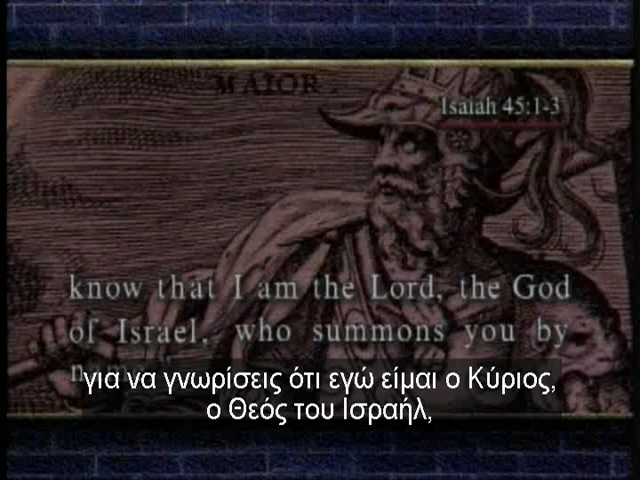 MAIOR
Isaiah 45:1-3
know that I am the Lord, the God
of Israel, who summons you by
για να γνωρίσεις ότι εγώ είμαι ο Κύριος,
ο Θεός του Ισραήλ,